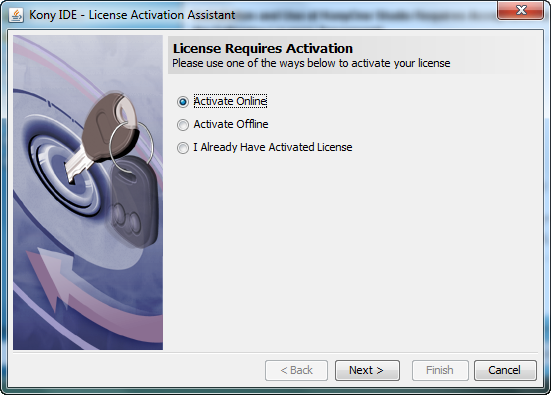 Kony IDE - License Activation Assistant
License Requires Activation
Please use one of the ways below to activate your license
Activate Online
Activate Offline
I Already Have Activated License
< Back
Next >
Finish
Cancel